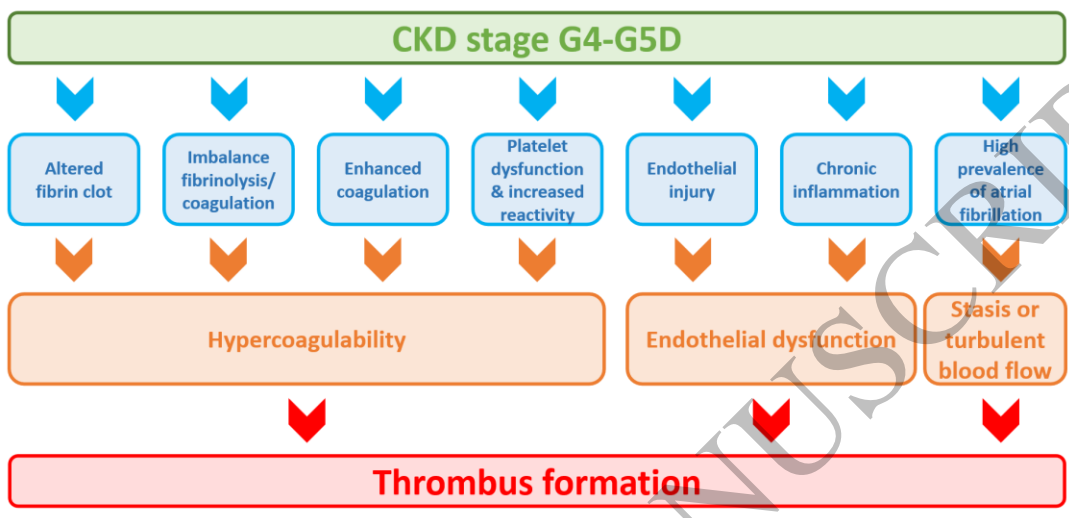 CKD stage G4-G5D
Altered
fibrin clot
Imbalance
fibrinolysis/
coagulation
Enhanced
coagulation
Platelet
dysfunction
& increased
reactivity
Endothelial
injury
Chronic
inflammation
High
prevalence
of atrial
fibrillation
Hypercoagulability
Endothelial dysfunction
Stasis or
turbulent
blood flow
Thrombus formation